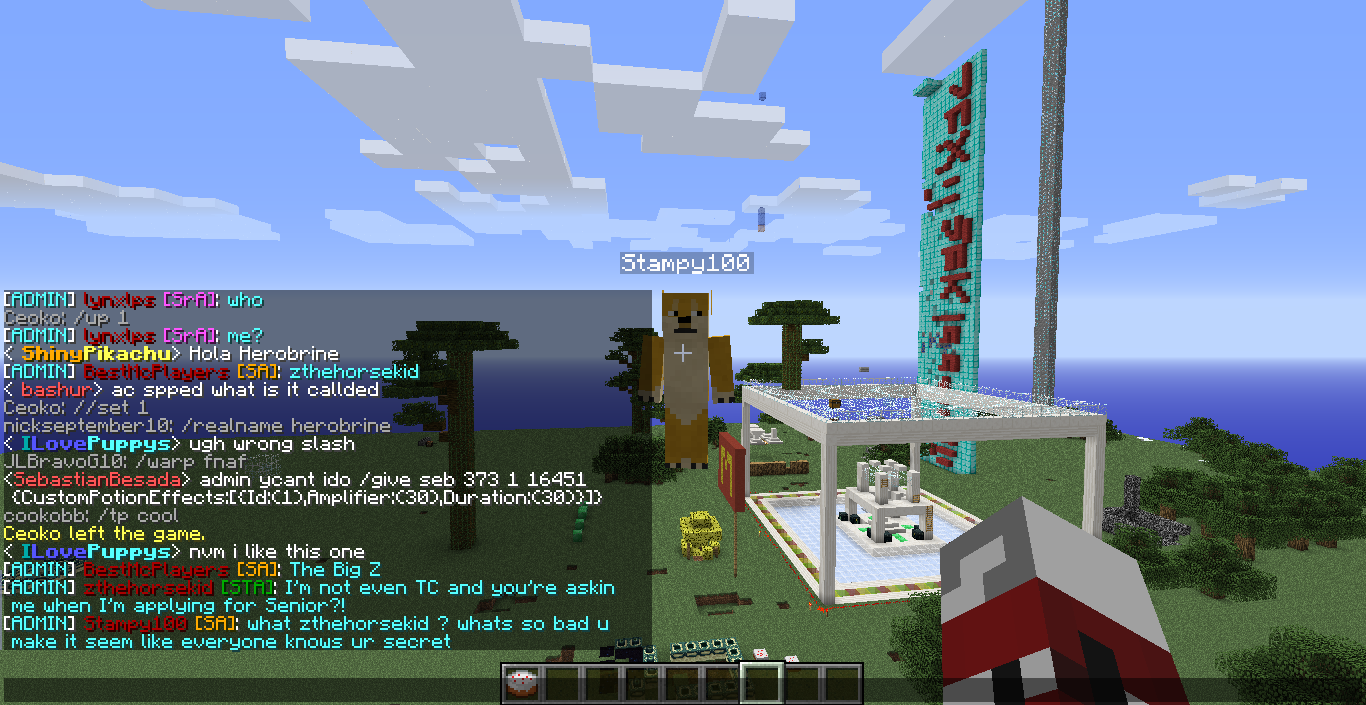 Stampy100
[ADMIN] lynxlps [SrA]: who
Ceoko: /up 1
[ADMIN] lynxlps [SrA]: me?
< ShinyPikachu> Hola Herobrine
[ADMIN] BestMcPlayers [SA]: zthehorsekid
< bashur> ac spped what is it callded
Ceoko: //set 1
nickseptember10: /realname herobrine
< ILovePuppys> ugh wrong slash
JLBravoG10: /warp fnaf
<SebastianBesada> admin ycant ido /give seb 373 1 16451
{CustomPotionEffects:[{Id:(1),Amplifier:(30),Duration:(30)}]}
cookobb: /tp cool
Ceoko left the game.
< ILovePuppys> nvm i like this one
[ADMIN] BestMcPlayers [SA]: The Big Z
[ADMIN] zthehorsekid [STA]: I'm not even TC and you're askin
me when I'm applying for Senior?!
[ADMIN] Stampy100 [SA]: what zthehorsekid ? whats so bad u
make it seem like everyone knows ur secret